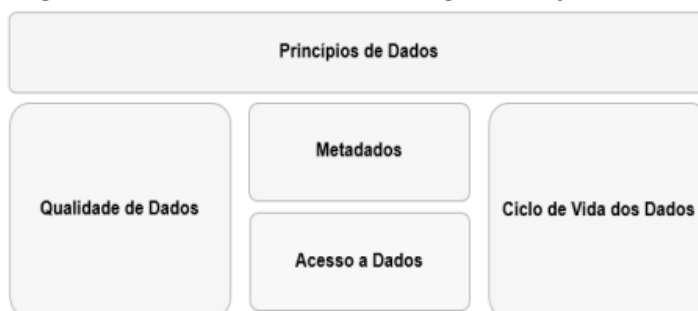 Princípios de Dados
Metadados
Qualidade de Dados
Ciclo de Vida dos Dados
Acesso a Dados